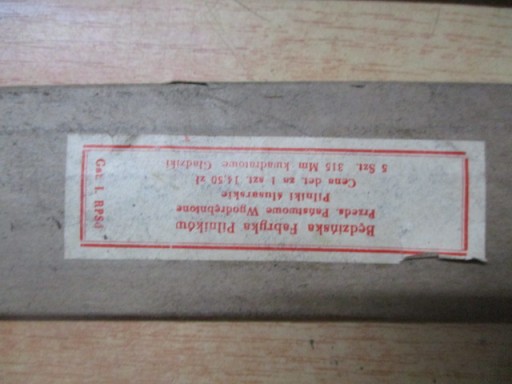 Będzińska Fabryka Pilników
Przeds. Państwowe Wyodrębnione
Pilniki ślusarskie
Cena det. za 1 szt. 14.50 zł
5 Szt. 315 Mm kwadratowe Gładziki
Gat. I.